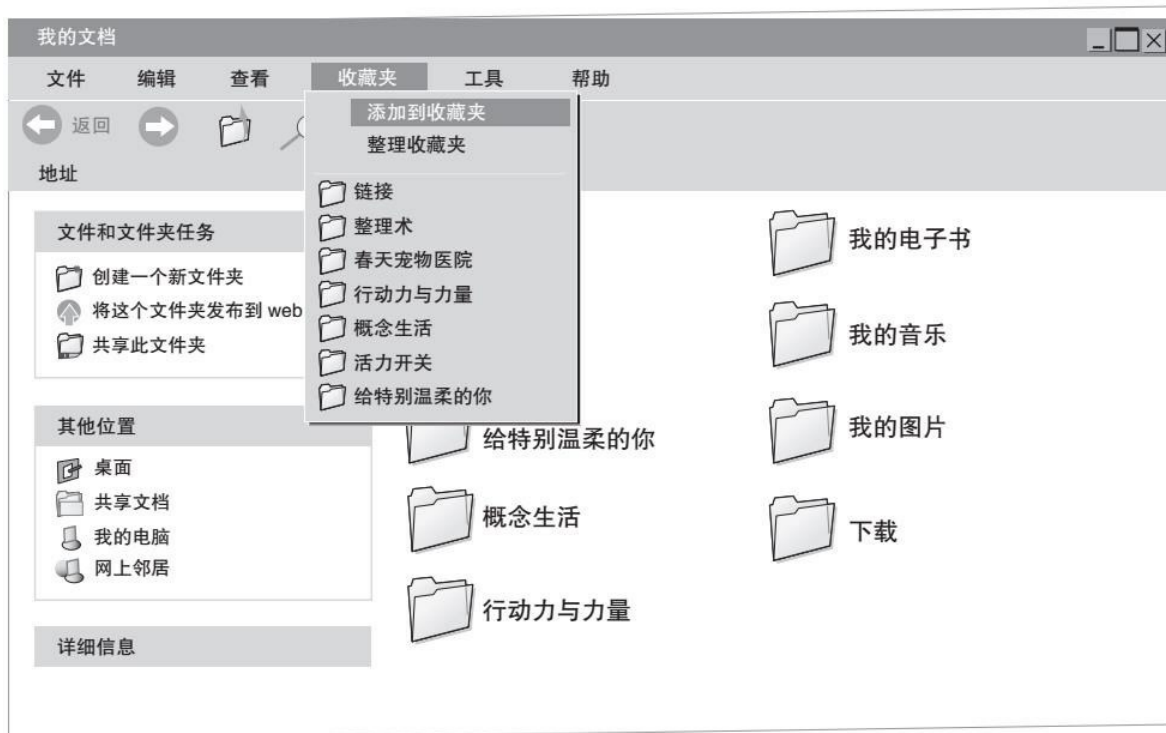 我的文档
文件 编辑 查看 收藏夹 工具 帮助
返回
地址
添加到收藏夹
整理收藏夹
链接
整理术
春天宠物医院
行动力与力量
概念生活
活力开关
给特别温柔的你
文件和文件夹任务
创建一个新文件夹
将这个文件夹发布到 web
共享此文件夹
其他位置
桌面
共享文档
我的电脑
网上邻居
详细信息
给特别温柔的你
概念生活
行动力与力量
我的电子书
我的音乐
我的图片
下载